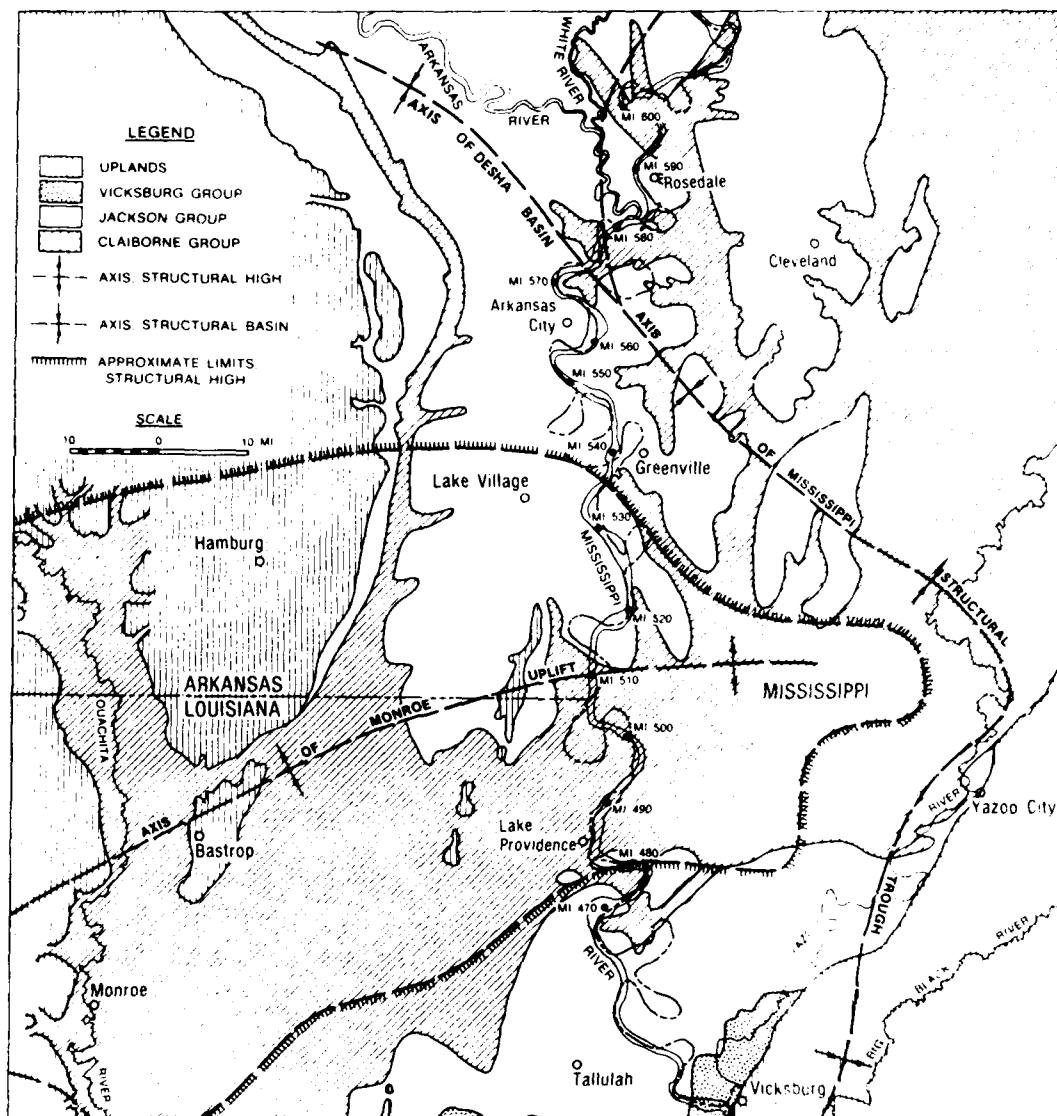 ARKANSAS
RIVER
WHITE RIVER
MI 600
MI 590
Rosedale
AXIS OF DESHA BASIN
LEGEND
UPLANDS
VICKSBURG GROUP
JACKSON GROUP
CLAIBORNE GROUP
AXIS STRUCTURAL HIGH
AXIS STRUCTURAL BASIN
APPROXIMATE LIMITS
STRUCTURAL HIGH
SCALE
10 0 10 MI
MI 580
Cleveland
MI 570
Arkansas
City
MI 560
MI 550
AXIS OF MISSISSIPPI STRUCTURAL TROUGH
MI 540
Greenville
Lake Village
MI 530
Hamburg
MISSISSIPPI
MI 520
AXIS OF MONROE UPLIFT
MI 510
ARKANSAS
LOUISIANA
MISSISSIPPI
OUACHITA
MI 500
MI 490
RIVER
Yazoo City
Bastrop
Lake
Providence
MI 480
MI 470
RIVER
BIG BLACK RIVER
Monroe
RIVER
Tallulah
Vicksburg